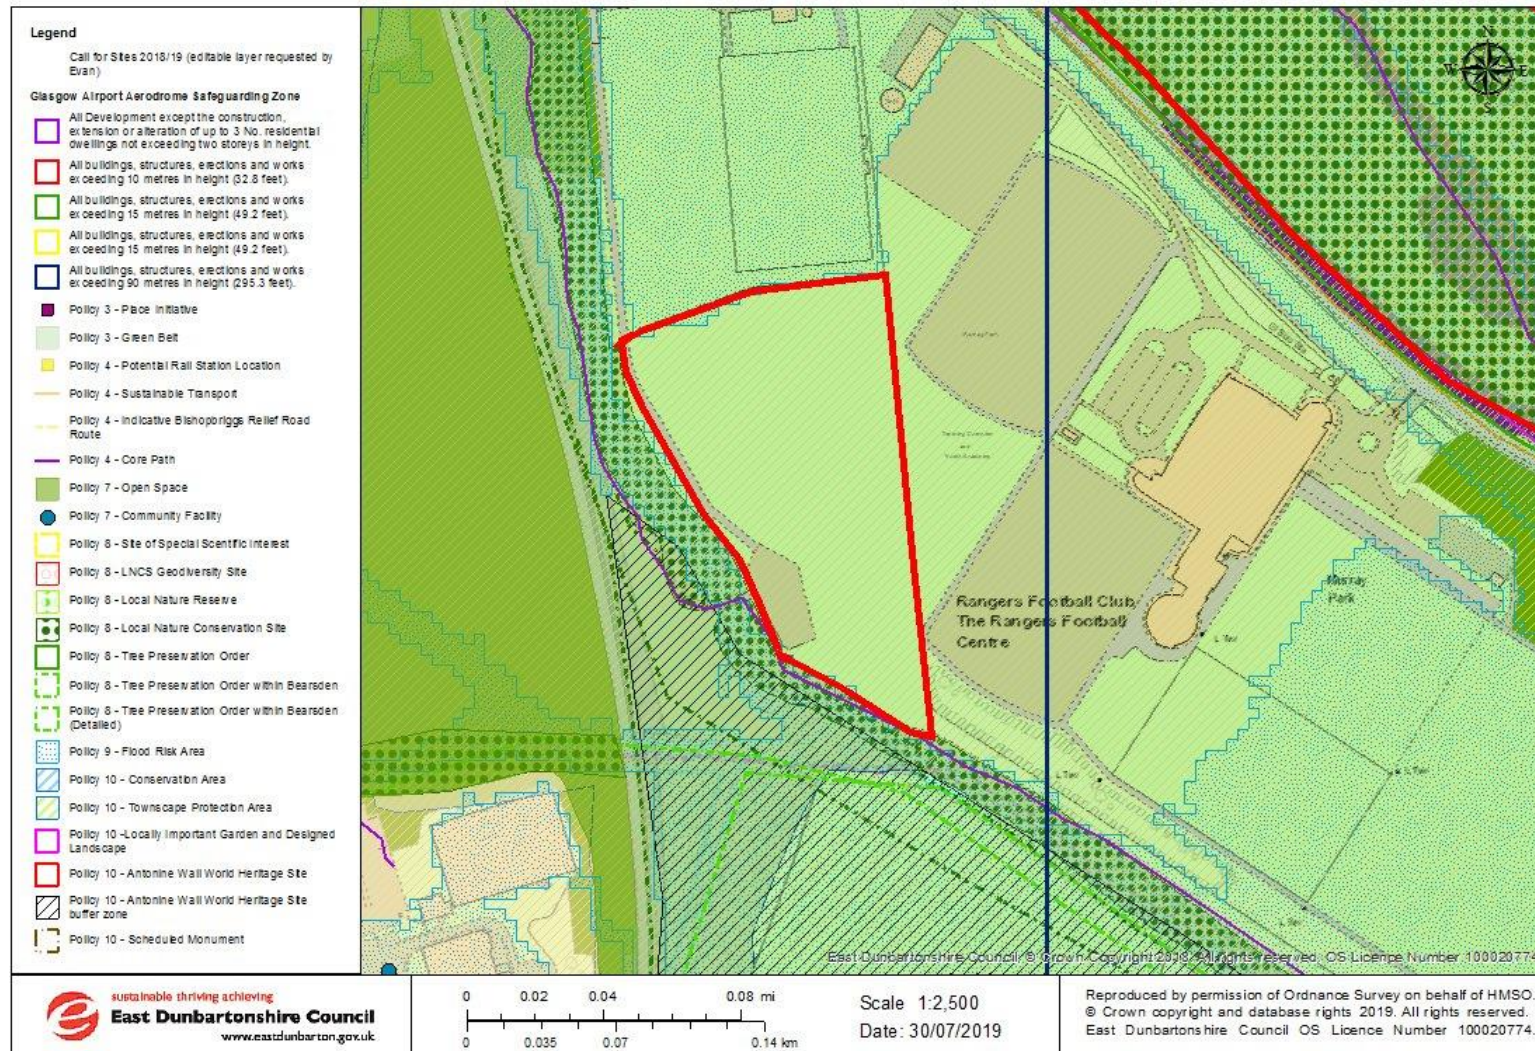 Legend
Call for Sites 2018/19 (editable layer requested by
Evan)
Glasgow Airport Aerodrome Safeguarding Zone
All Development except the construction,
extension or alteration of up to 3 No. residential
dwellings not exceeding two storeys in height.
All buildings, structures, erections and works
exceeding 10 metres in height (32.8 feet).
All buildings, structures, erections and works
exceeding 15 metres in height (49.2 feet).
All buildings, structures, erections and works
exceeding 15 metres in height (49.2 feet).
All buildings, structures, erections and works
exceeding 90 metres in height (295.3 feet).
Policy 3 - Place Initiative
Policy 3 - Green Belt
Policy 4 - Potential Rail Station Location
Policy 4 - Sustainable Transport
Policy 4 - Indicative Bishopbriggs Relief Road
Route
Policy 4 - Core Path
Policy 7 - Open Space
Policy 7 - Community Facility
Policy 8 - Site of Special Scientific Interest
Policy 8 - LNCS Geodiversity Site
Policy 8 - Local Nature Reserve
Policy 8 - Local Nature Conservation Site
Policy 8 - Tree Preservation Order
Policy 8 - Tree Preservation Order within Bearsden
Policy 8 - Tree Preservation Order within Bearsden
(Detailed)
Policy 9 - Flood Risk Area
Policy 10 - Conservation Area
Policy 10 - Townscape Protection Area
Policy 10 -Locally Important Garden and Designed
Landscape
Policy 10 - Antonine Wall World Heritage Site
Policy 10 - Antonine Wall World Heritage Site
buffer zone
Policy 10 - Scheduled Monument
N
W E
S
Murray Park
Training Complex
and
Youth Academy
Rangers Football Club
The Rangers Football
Centre
Murray
Park
L Twr
L Twr
L Twr
L Twr
East Dunbartonshire Council, © Crown Copyright 2018. All rights reserved. OS Licence Number 100020774
sustainable thriving achieving
East Dunbartonshire Council
www.eastdunbarton.gov.uk
0 0.02 0.04 0.08 mi
0 0.035 0.07 0.14 km
Scale 1:2,500
Date: 30/07/2019
Reproduced by permission of Ordnance Survey on behalf of HMSO.
© Crown copyright and database rights 2019. All rights reserved.
East Dunbartonshire Council OS Licence Number 100020774.